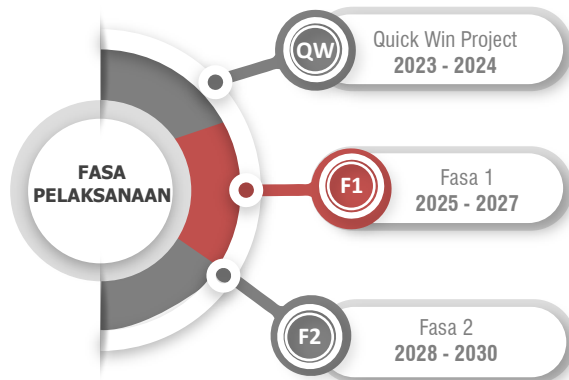 QW
Quick Win Project
2023 - 2024
FASA
PELAKSANAAN
F1
Fasa 1
2025 - 2027
F2
Fasa 2
2028 - 2030